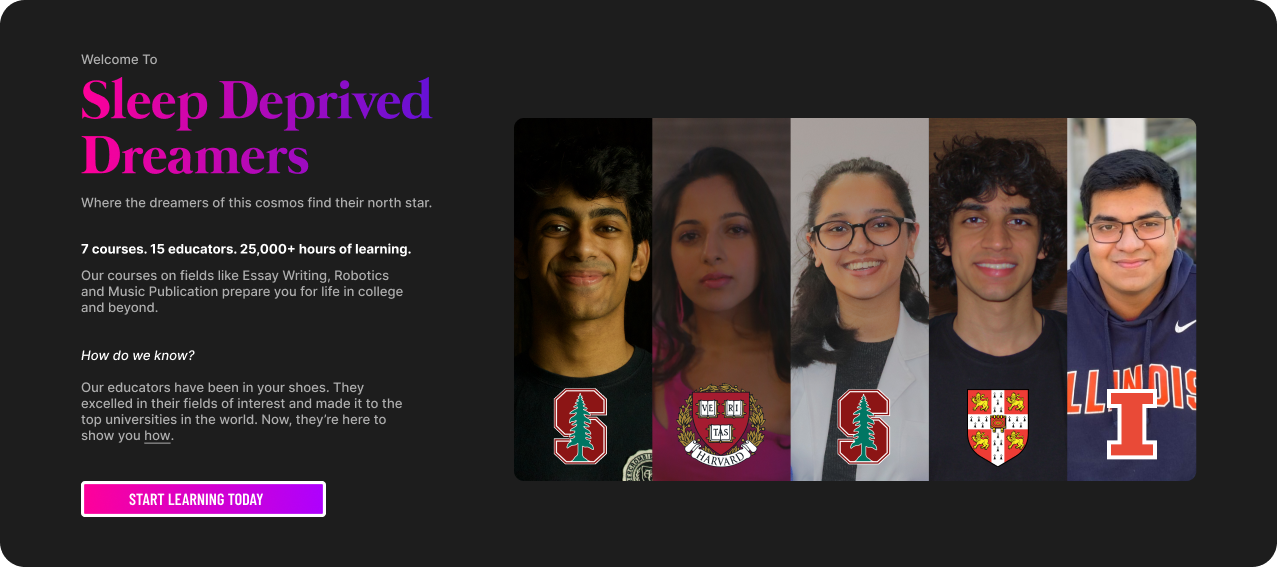 Welcome To
Sleep Deprived
Dreamers
Where the dreamers of this cosmos find their north star.
7 courses. 15 educators. 25,000+ hours of learning.
Our courses on fields like Essay Writing, Robotics
and Music Publication prepare you for life in college
and beyond.
How do we know?
Our educators have been in your shoes. They
excelled in their fields of interest and made it to the
top universities in the world. Now, they're here to
show you how.
START LEARNING TODAY
S
VE RI
TAS
HARVARD
S
ILLINOIS
I